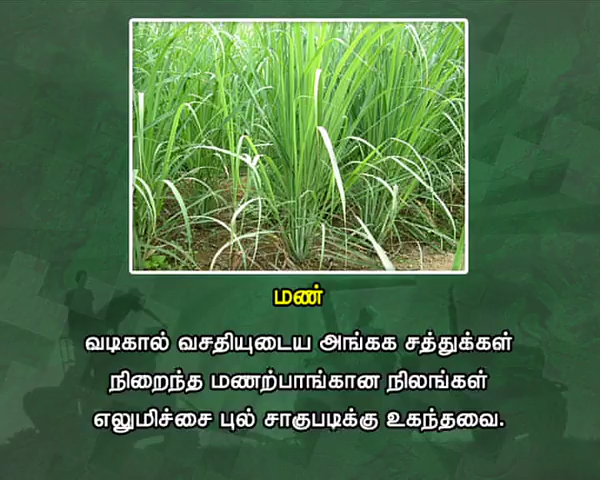 மண்
வடிகால் வசதியுடைய அங்கக சத்துக்கள்
நிறைந்த மணற்பாங்கான நிலங்கள்
எலுமிச்சை புல் சாகுபடிக்கு உகந்தவை.